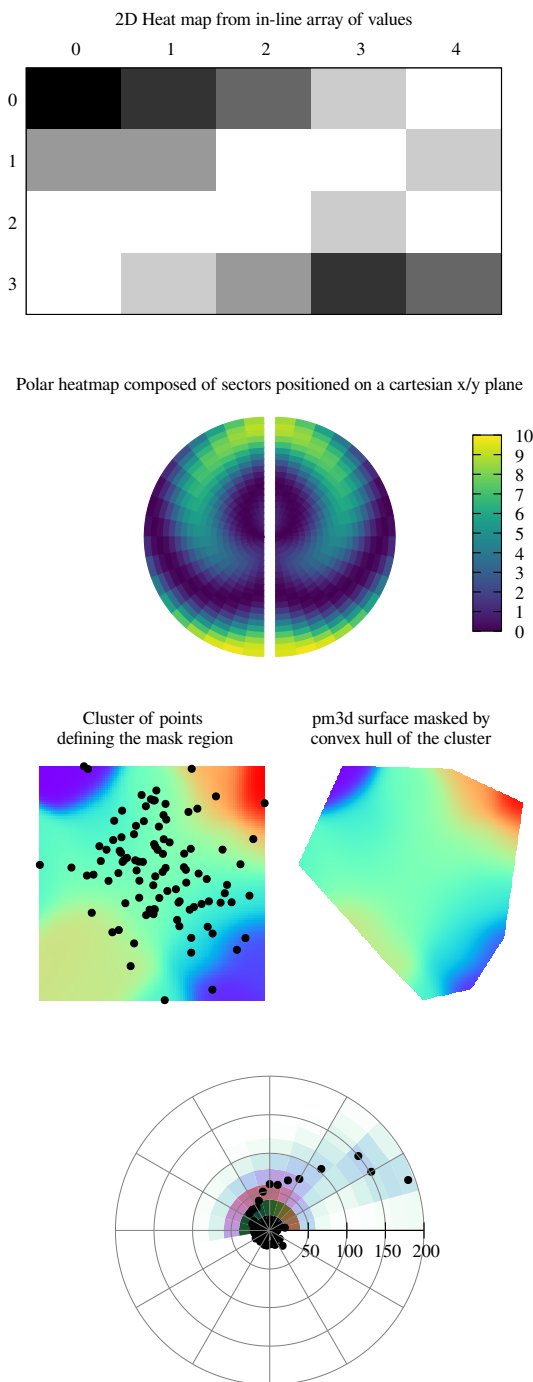 2D Heat map from in-line array of values
0 1 2 3 4
0
1
2
3
Polar heatmap composed of sectors positioned on a cartesian x/y plane
10
9
8
7
6
5
4
3
2
1
0
Cluster of points
defining the mask region
pm3d surface masked by
convex hull of the cluster
50 100 150 200